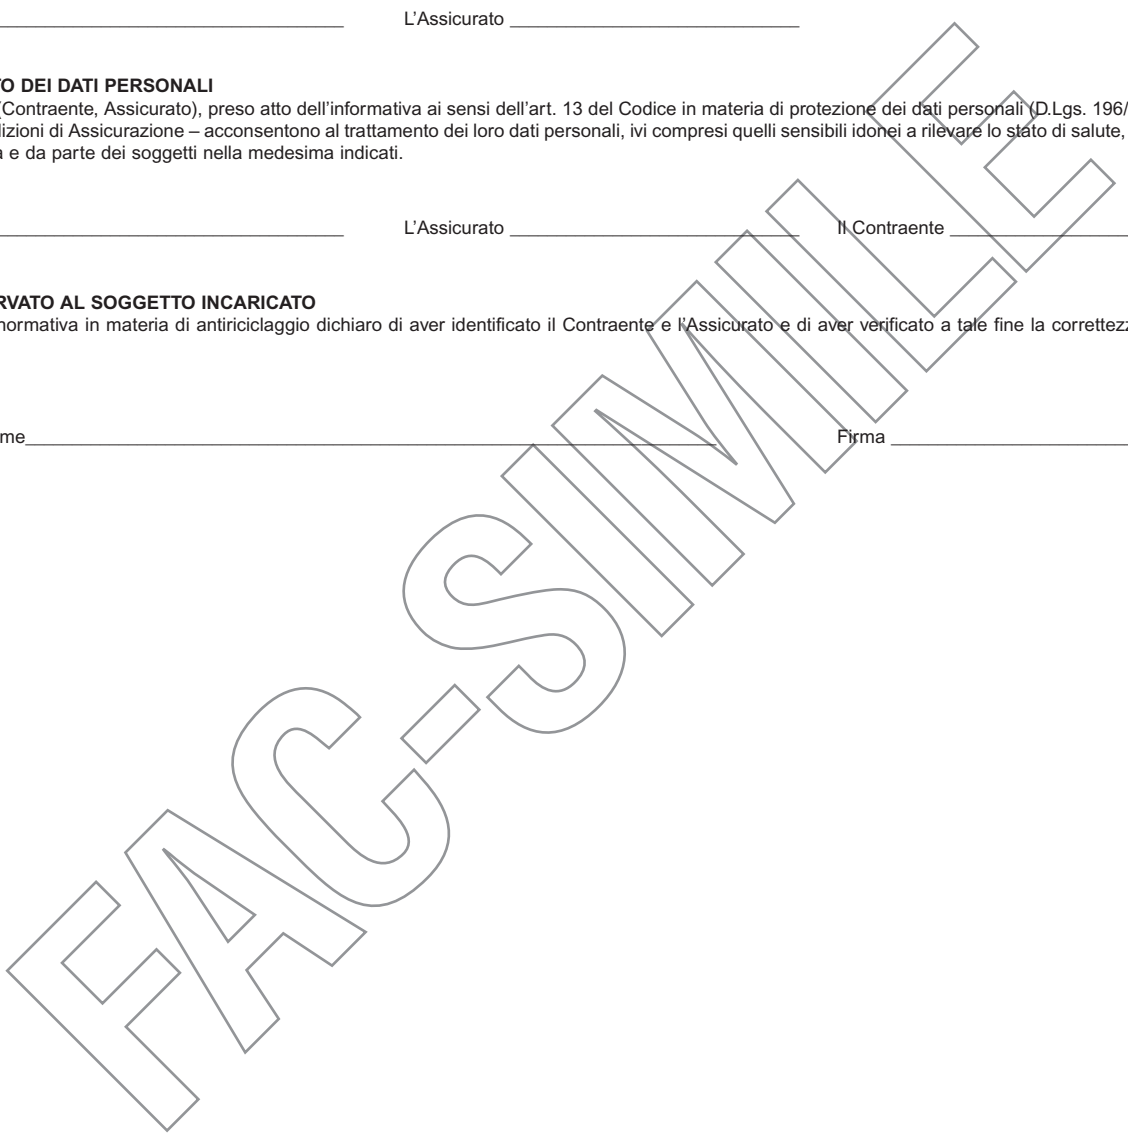 L’Assicurato
O DEI DATI PERSONALI
(Contraente, Assicurato), preso atto dell’informativa ai sensi dell’art. 13 del Codice in materia di protezione dei dati personali (D.Lgs. 196/
dizioni di Assicurazione – acconsentono al trattamento dei loro dati personali, ivi compresi quelli sensibili idonei a rilevare lo stato di salute,
a e da parte dei soggetti nella medesima indicati.
L’Assicurato Il Contraente
RVATO AL SOGGETTO INCARICATO
normativa in materia di antiriciclaggio dichiaro di aver identificato il Contraente e l’Assicurato e di aver verificato a tale fine la correttezz
me Firma
FAC-SIMILE